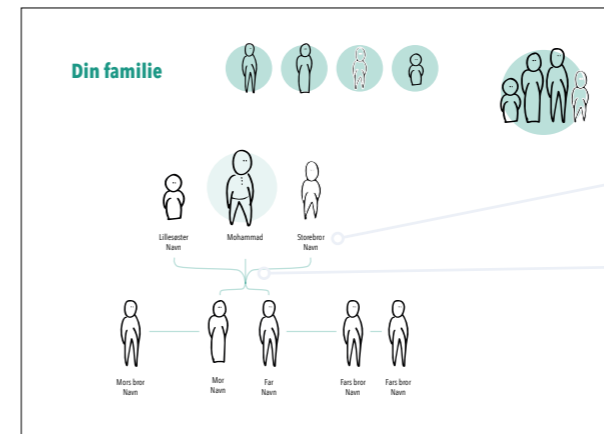 Din familie
Lillesøster
Navn
Mohammad
Storebror
Navn
Mors bror
Navn
Mor
Navn
Far
Navn
Fars bror
Navn
Fars bror
Navn